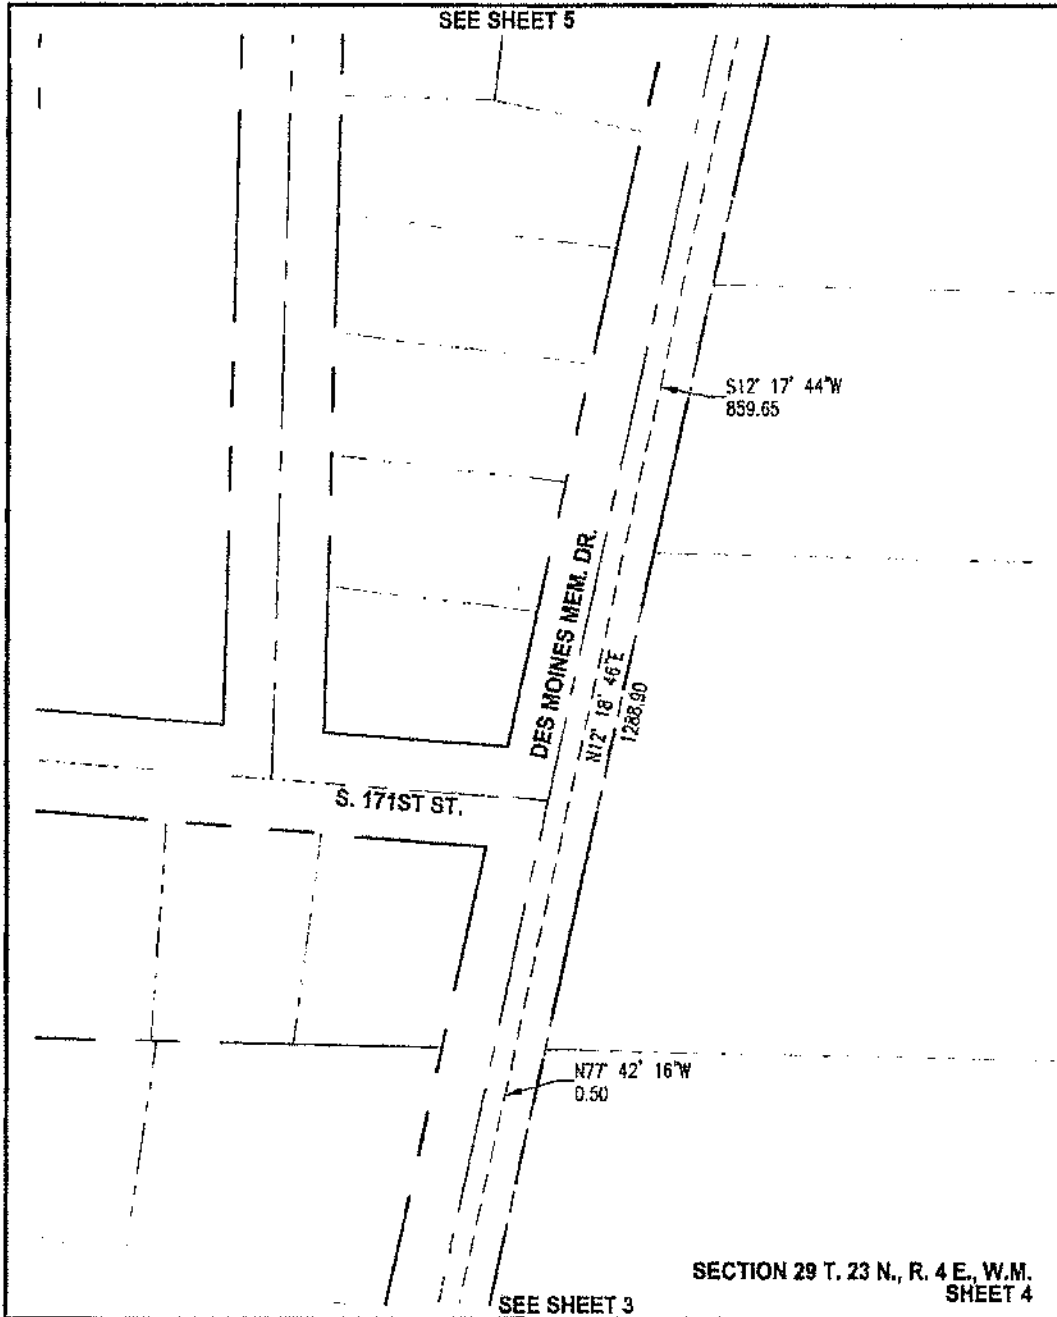 SEE SHEET 5
S12° 17' 44"W
859.65
DES MOINES MEM. DR.
N12° 18' 46"E
1288.90
S. 171ST ST.
N77° 42' 16"W
0.50
SECTION 29 T. 23 N., R. 4 E., W.M.
SHEET 4
SEE SHEET 3